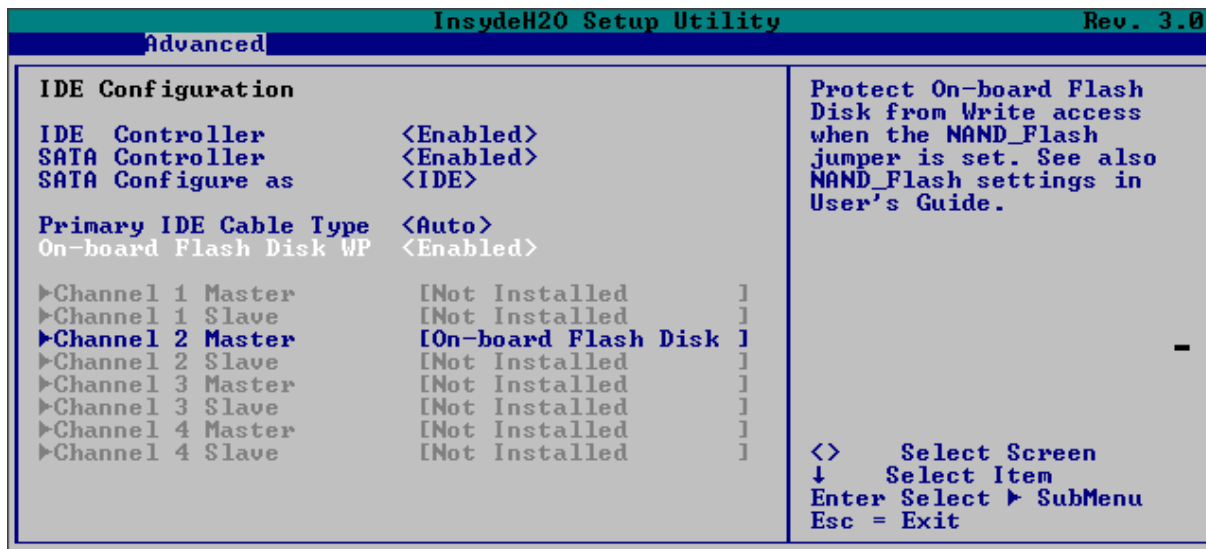 InsydeH2O Setup Utility Rev. 3.0
Advanced
IDE Configuration
IDE Controller <Enabled>
SATA Controller <Enabled>
SATA Configure as <IDE>
Primary IDE Cable Type <Auto>
On-board Flash Disk WP <Enabled>
▶Channel 1 Master [Not Installed ]
▶Channel 1 Slave [Not Installed ]
▶Channel 2 Master [On-board Flash Disk ]
▶Channel 2 Slave [Not Installed ]
▶Channel 3 Master [Not Installed ]
▶Channel 3 Slave [Not Installed ]
▶Channel 4 Master [Not Installed ]
▶Channel 4 Slave [Not Installed ]
Protect On-board Flash
Disk from Write access
when the NAND_Flash
jumper is set. See also
NAND_Flash settings in
User's Guide.
<> Select Screen
↓ Select Item
Enter Select ▶ SubMenu
Esc = Exit